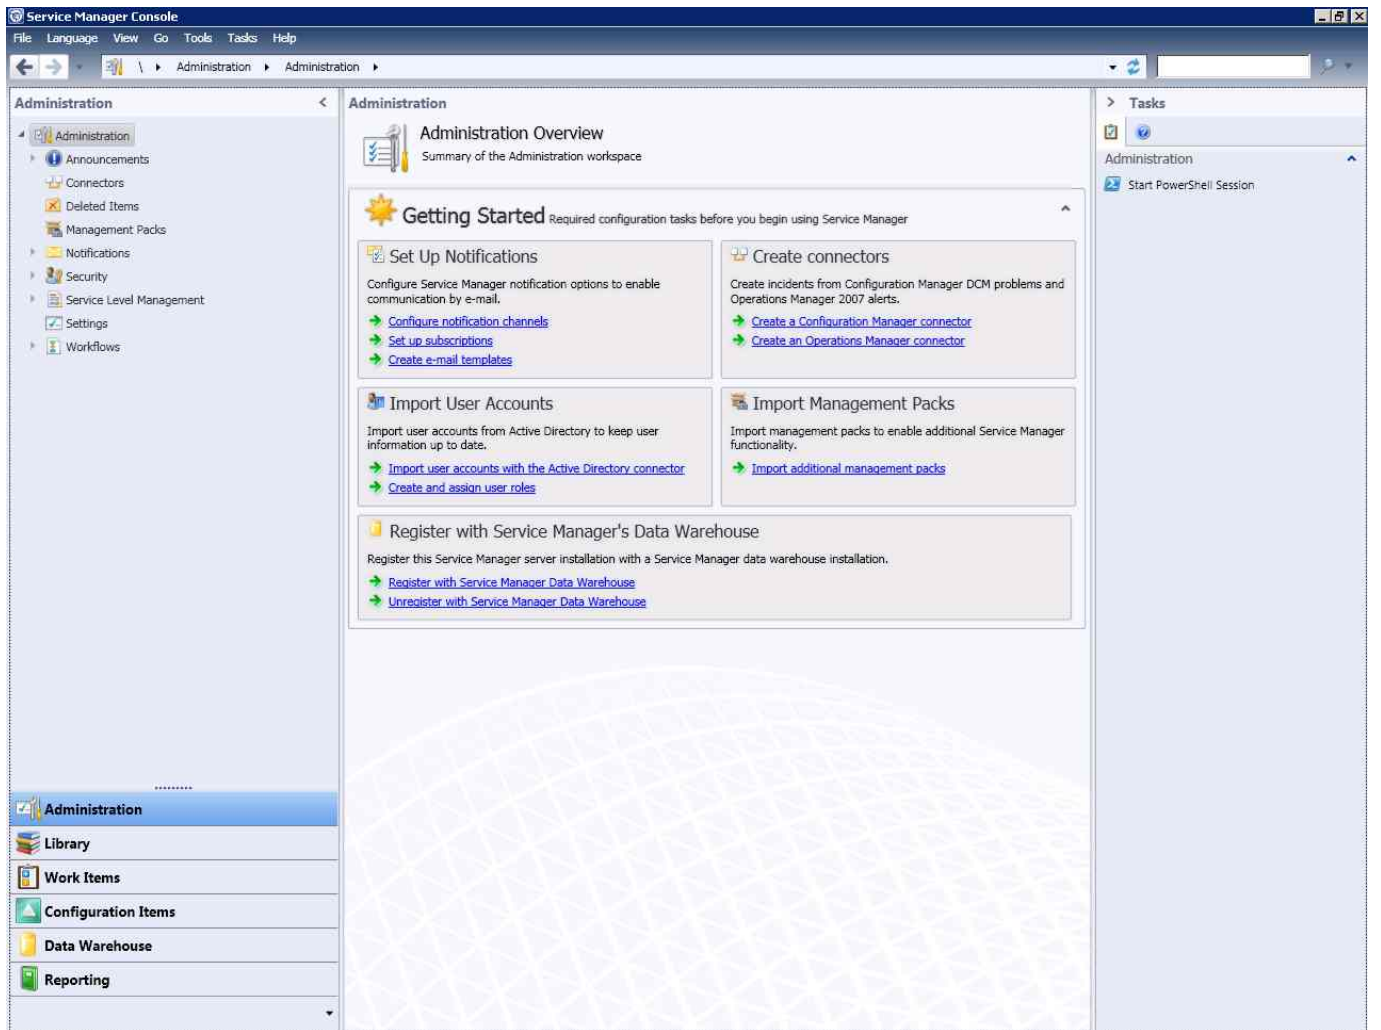 Service Manager Console
File Language View Go Tools Tasks Help
\ Administration Administration
Administration
Administration
Announcements
Connectors
Deleted Items
Management Packs
Notifications
Security
Service Level Management
Settings
Workflows
Administration
Library
Work Items
Configuration Items
Data Warehouse
Reporting
Administration
Administration Overview
Summary of the Administration workspace
Getting Started Required configuration tasks before you begin using Service Manager
Set Up Notifications
Configure Service Manager notification options to enable
communication by e-mail.
Configure notification channels
Set up subscriptions
Create e-mail templates
Create connectors
Create incidents from Configuration Manager DCM problems and
Operations Manager 2007 alerts.
Create a Configuration Manager connector
Create an Operations Manager connector
Import User Accounts
Import user accounts from Active Directory to keep user
information up to date.
Import user accounts with the Active Directory connector
Create and assign user roles
Import Management Packs
Import management packs to enable additional Service Manager
functionality.
Import additional management packs
Register with Service Manager's Data Warehouse
Register this Service Manager server installation with a Service Manager data warehouse installation.
Register with Service Manager Data Warehouse
Unregister with Service Manager Data Warehouse
Tasks
Administration
Start PowerShell Session